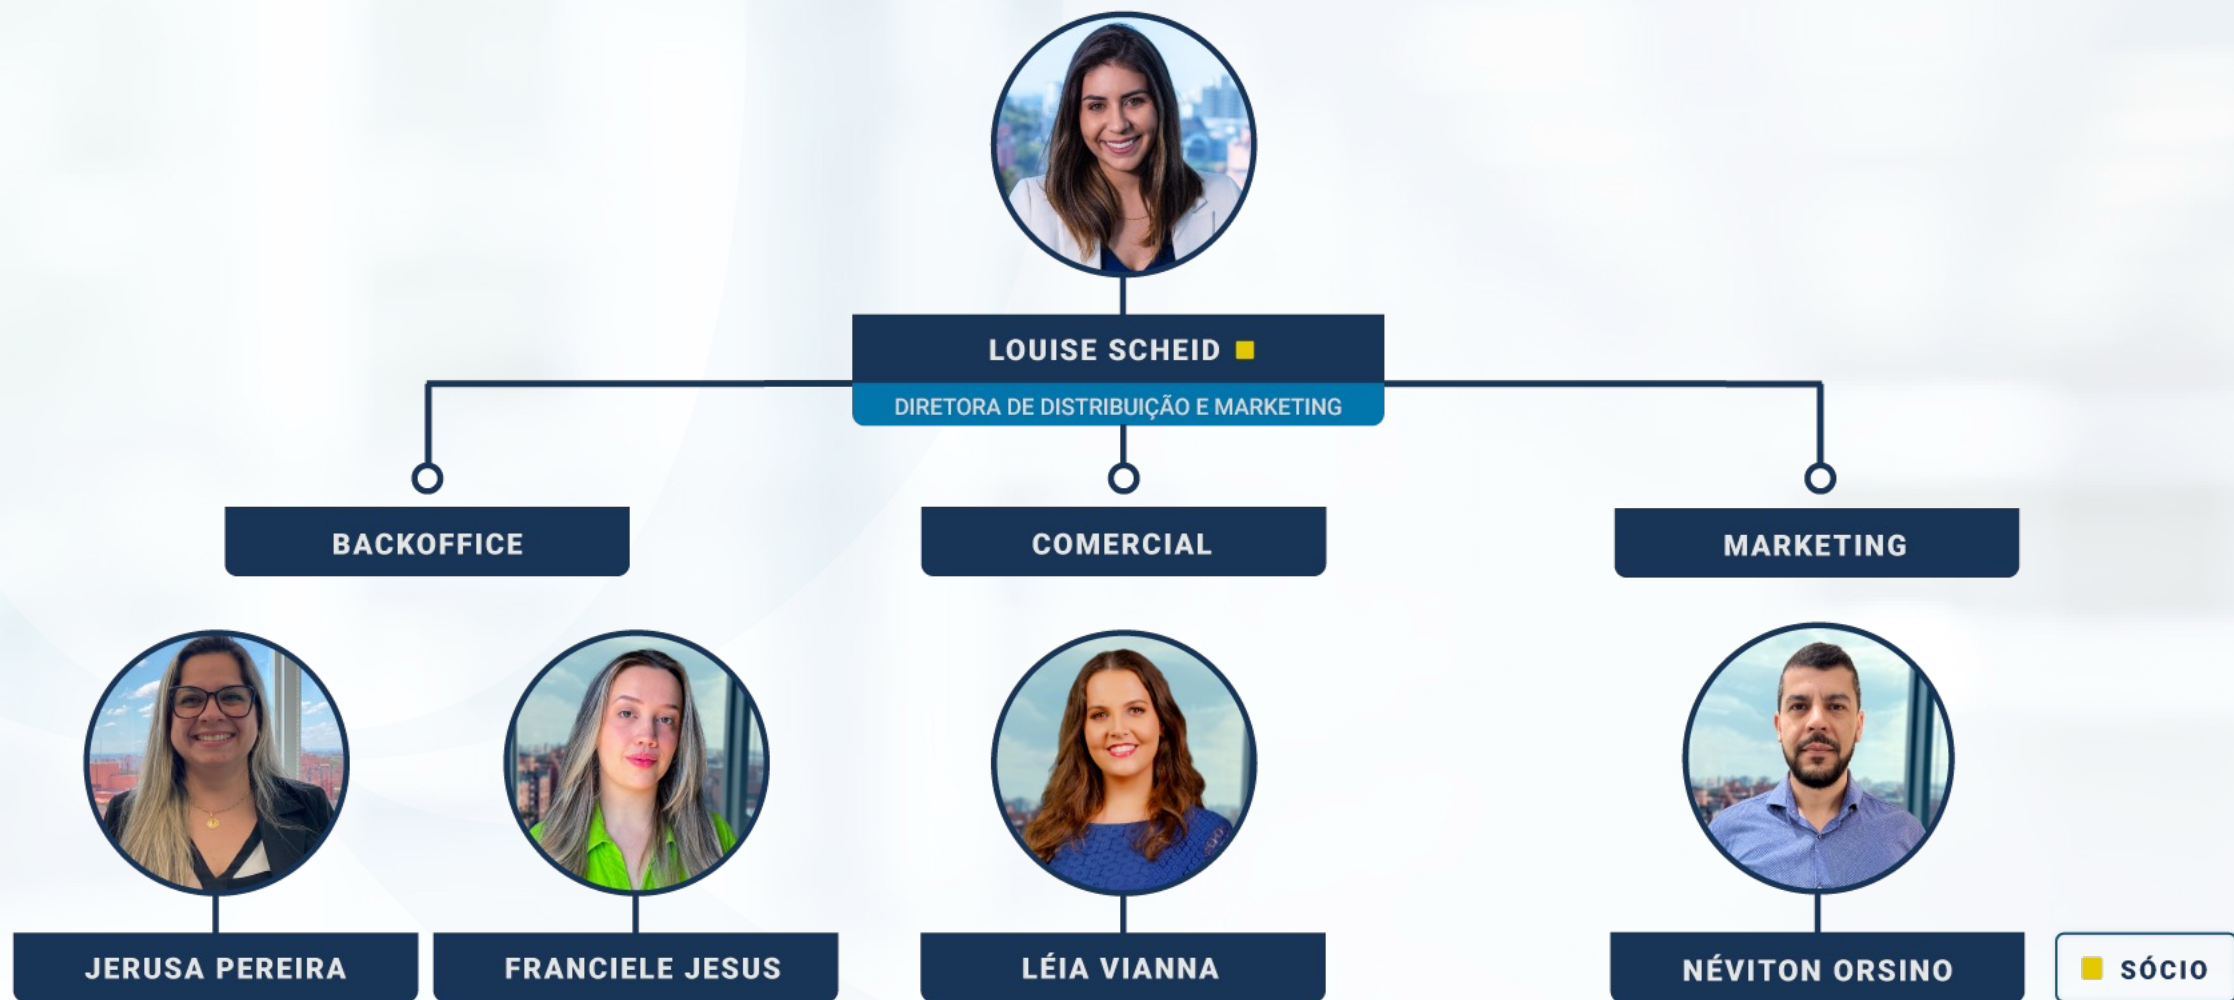 LOUISE SCHEID
DIRETORA DE DISTRIBUIÇÃO E MARKETING
BACKOFFICE
COMERCIAL
MARKETING
JERUSA PEREIRA
FRANCIELE JESUS
LÉIA VIANNA
NÉVITON ORSINO
SÓCIO